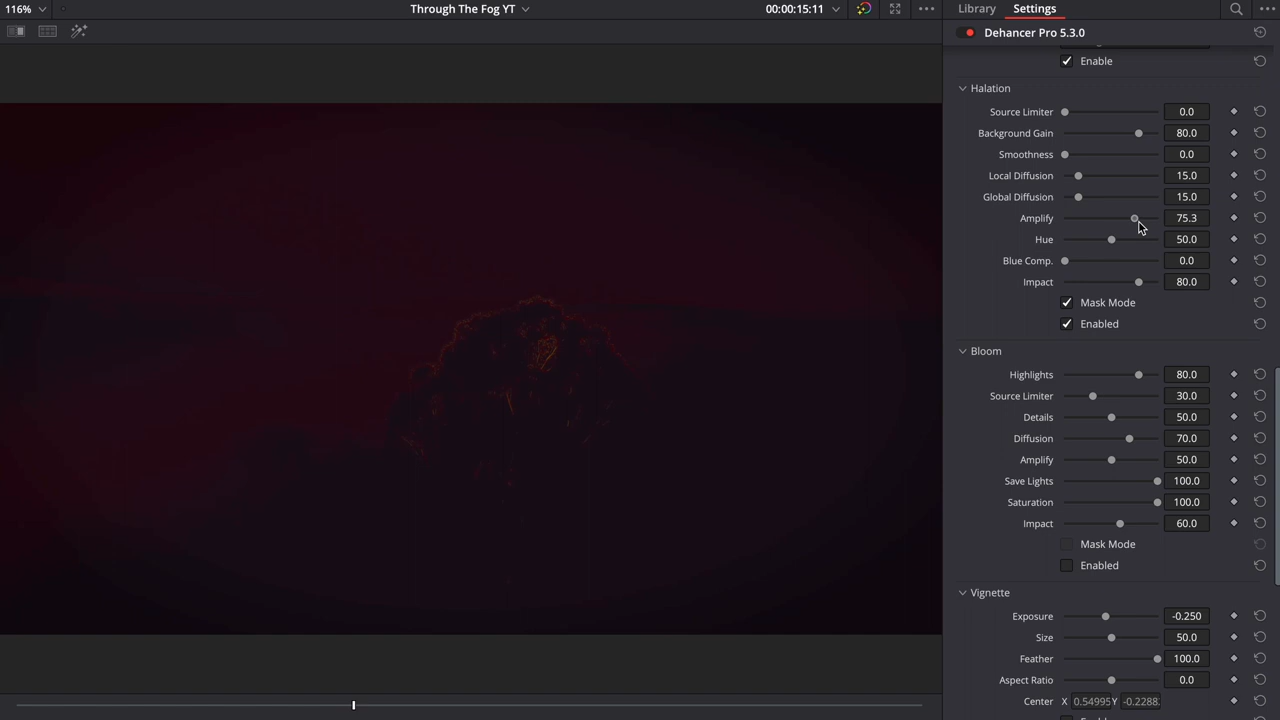 116%
Through The Fog YT
00:00:15:11
Library
Settings
Dehancer Pro 5.3.0
Enable
Halation
Source Limiter 0.0
Background Gain 80.0
Smoothness 0.0
Local Diffusion 15.0
Global Diffusion 15.0
Amplify 75.3
Hue 50.0
Blue Comp. 0.0
Impact 80.0
Mask Mode
Enabled
Bloom
Highlights 80.0
Source Limiter 30.0
Details 50.0
Diffusion 70.0
Amplify 50.0
Save Lights 100.0
Saturation 100.0
Impact 60.0
Mask Mode
Enabled
Vignette
Exposure -0.250
Size 50.0
Feather 100.0
Aspect Ratio 0.0
Center X 0.54995 Y -0.2288